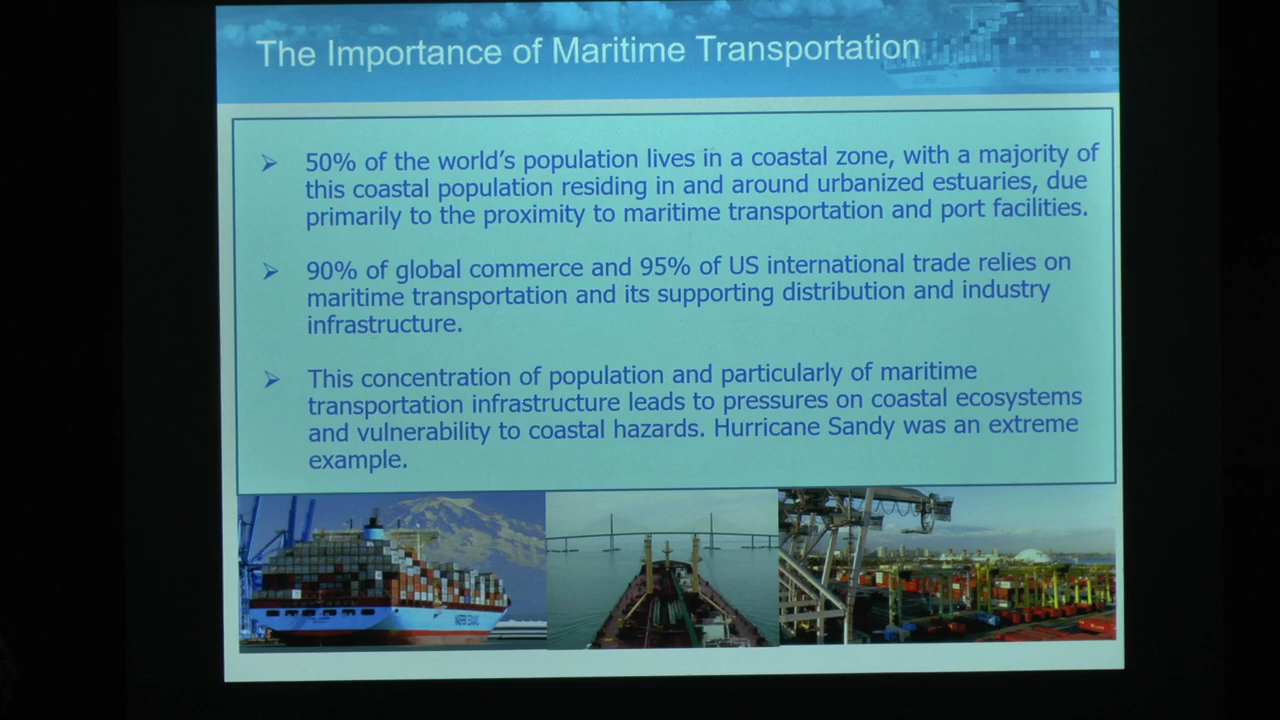 The Importance of Maritime Transportation
➢ 50% of the world's population lives in a coastal zone, with a majority of
this coastal population residing in and around urbanized estuaries, due
primarily to the proximity to maritime transportation and port facilities.
➢ 90% of global commerce and 95% of US international trade relies on
maritime transportation and its supporting distribution and industry
infrastructure.
➢ This concentration of population and particularly of maritime
transportation infrastructure leads to pressures on coastal ecosystems
and vulnerability to coastal hazards. Hurricane Sandy was an extreme
example.